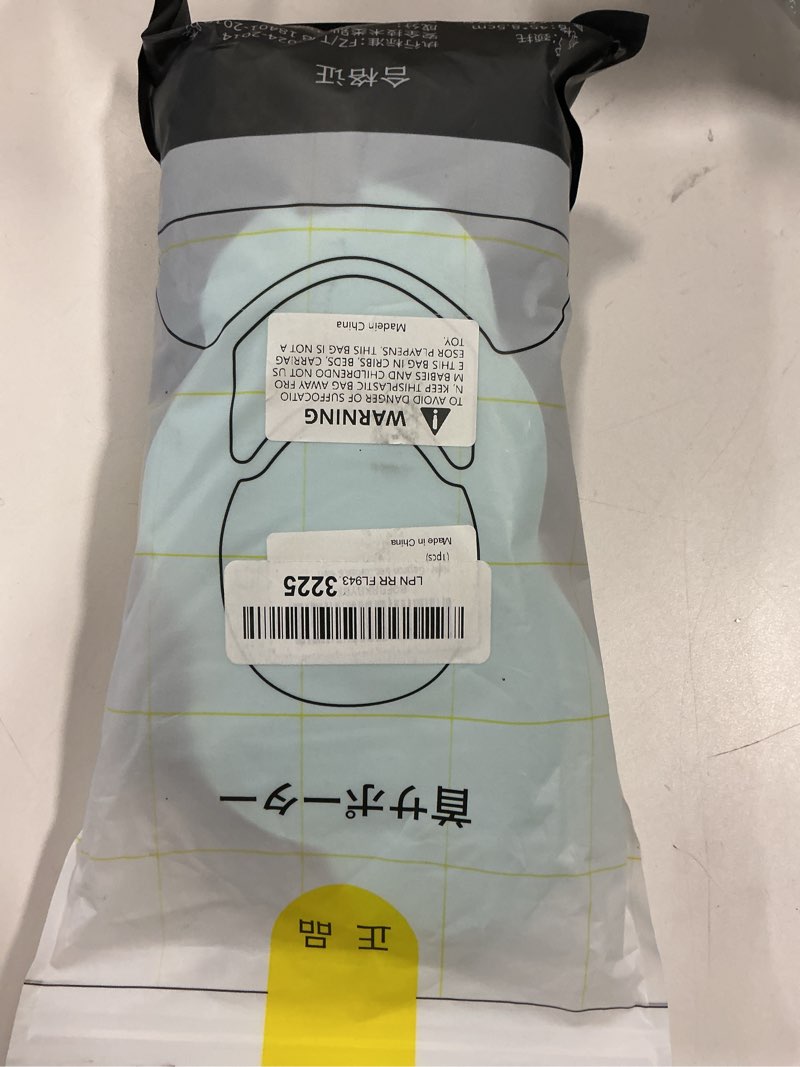 正品
首サポーター
LPN RR FL943 3225
(1pcs)
Made in China
WARNING
TO AVOID DANGER OF SUFFOCATIO
N, KEEP THISPLASTIC BAG AWAY FRO
M BABIES AND CHILDRENDO NOT US
E THIS BAG IN CRIBS, BEDS, CARRIAG
ESOR PLAYPENS. THIS BAG IS NOT A
TOY.
Madein China
合格证